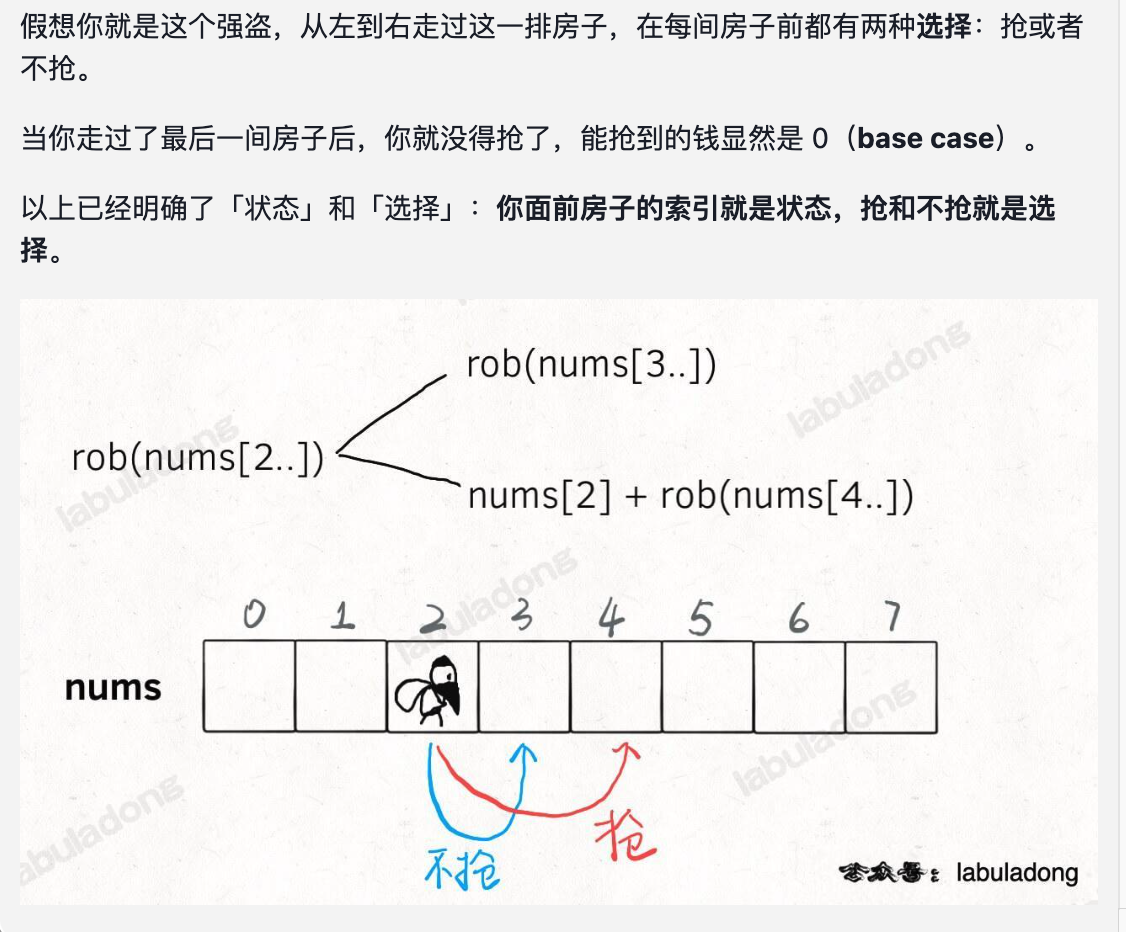 假想你就是这个强盗，从左到右走过这一排房子，在每间房子前都有两种选择：抢或者
不抢。
当你走过了最后一间房子后，你就没得抢了，能抢到的钱显然是 0（base case）。
以上已经明确了「状态」和「选择」：你面前房子的索引就是状态，抢和不抢就是选
择。
rob(nums[3..])
labuladong
rob(nums[2..])
labuladong
nums[2] + rob(nums[4..])
labuladong
0 1 2 3 4 5 6 7
nums
labuladong
labuladong
抢
不抢
公众号：labuladong